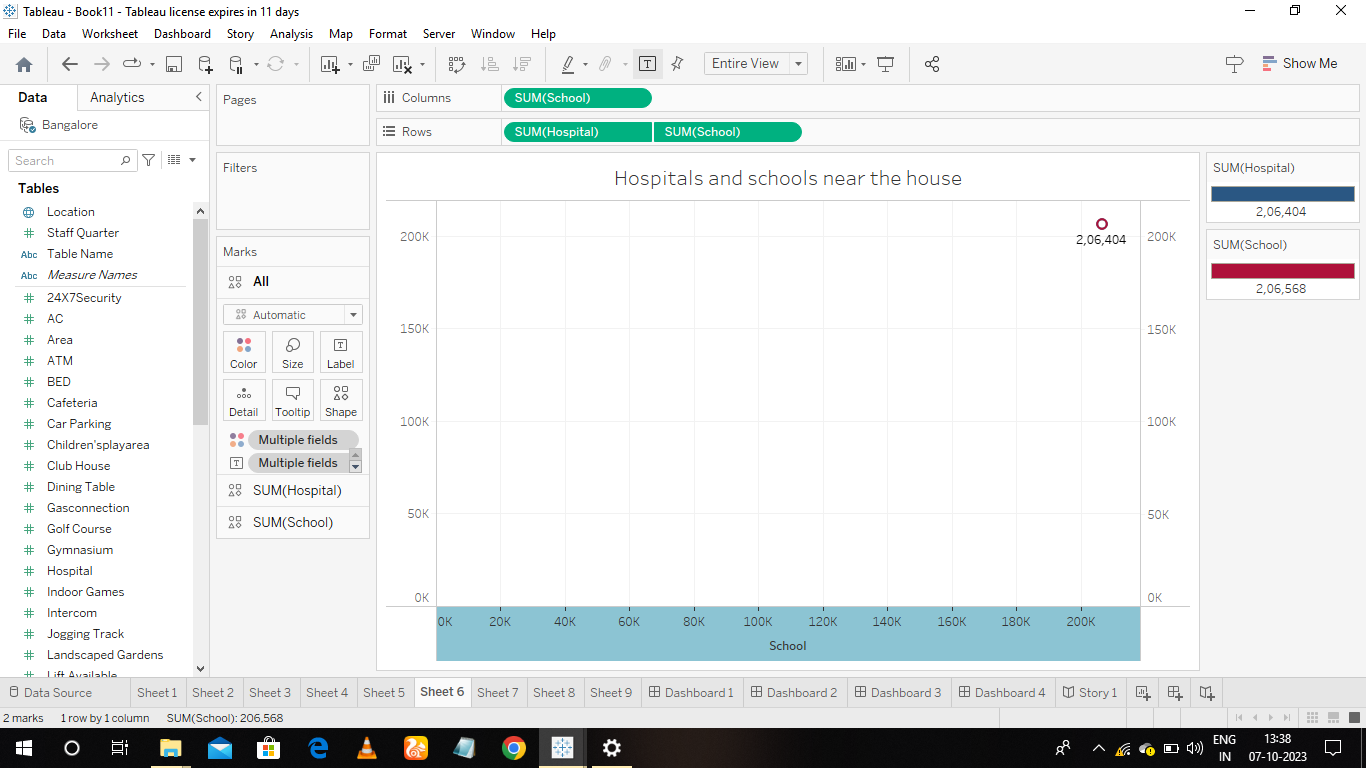 Tableau - Book11 - Tableau license expires in 11 days
File Data Worksheet Dashboard Story Analysis Map Format Server Window Help
Entire View
Show Me
Data Analytics
Bangalore
Search
Tables
Location
Staff Quarter
Abc Table Name
Abc Measure Names
24X7Security
AC
Area
ATM
BED
Cafeteria
Car Parking
Children'splayarea
Club House
Dining Table
Gasconnection
Golf Course
Gymnasium
Hospital
Indoor Games
Intercom
Jogging Track
Landscaped Gardens
Lift Available
Pages
Filters
Marks
All
Automatic
Color Size Label
Detail Tooltip Shape
Multiple fields
Multiple fields
SUM(Hospital)
SUM(School)
Columns SUM(School)
Rows SUM(Hospital) SUM(School)
Hospitals and schools near the house
200K 2,06,404 200K
150K 150K
100K 100K
50K 50K
0K 0K
0K 20K 40K 60K 80K 100K 120K 140K 160K 180K 200K
School
SUM(Hospital)
2,06,404
SUM(School)
2,06,568
Data Source Sheet 1 Sheet 2 Sheet 3 Sheet 4 Sheet 5 Sheet 6 Sheet 7 Sheet 8 Sheet 9 Dashboard 1 Dashboard 2 Dashboard 3 Dashboard 4 Story 1
2 marks 1 row by 1 column SUM(School): 206,568
ENG 13:38
IN 07-10-2023